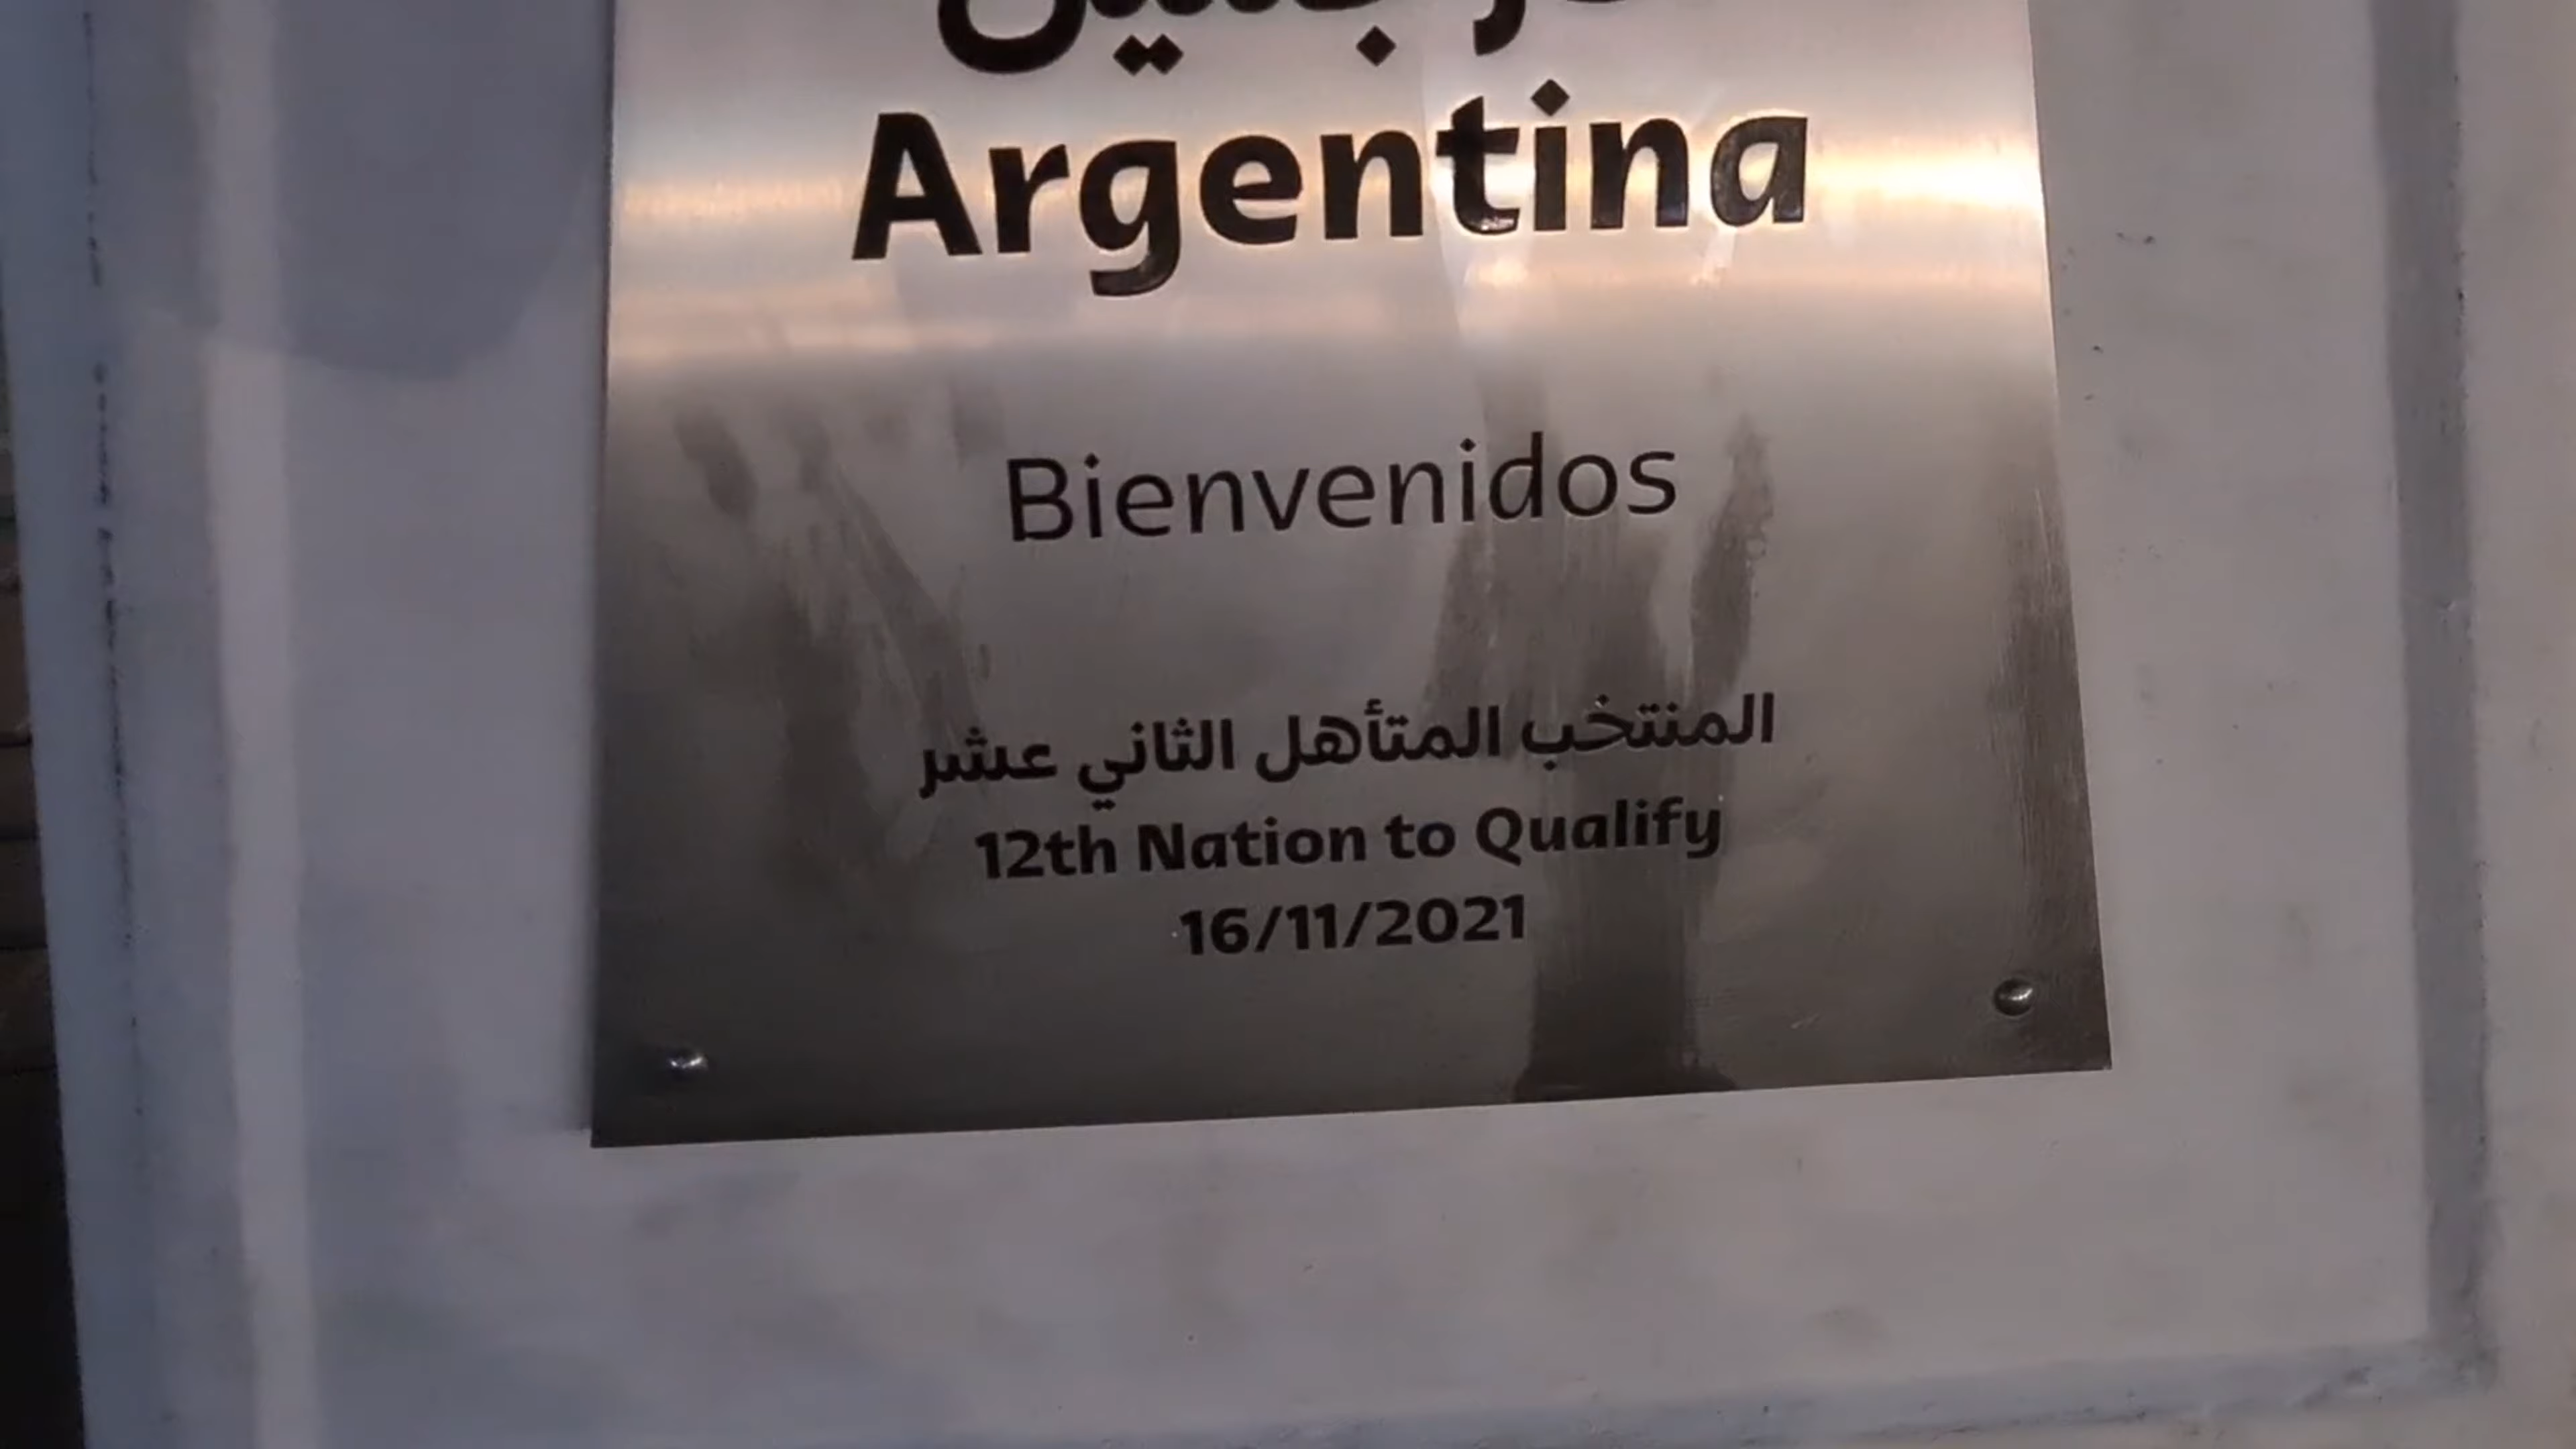 Argentina
Bienvenidos
المنتخب المتأهل الثاني عشر
12th Nation to Qualify
16/11/2021